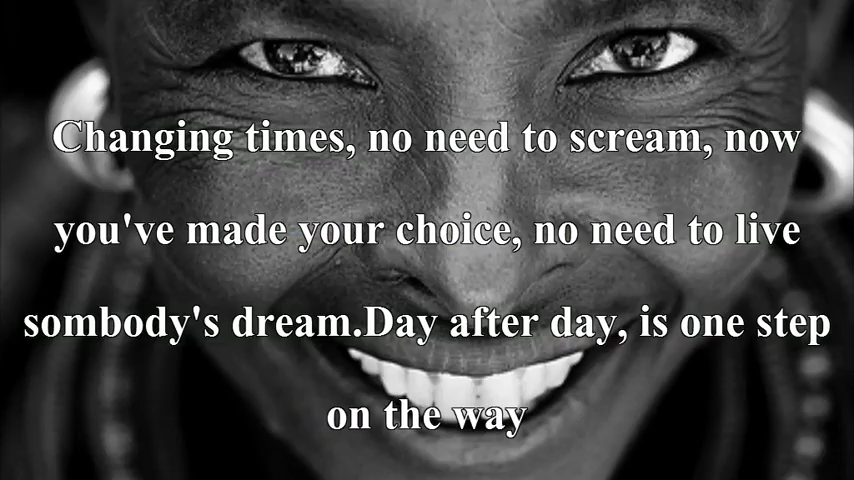 Changing times, no need to scream, now
you've made your choice, no need to live
sombody's dream.Day after day, is one step
on the way